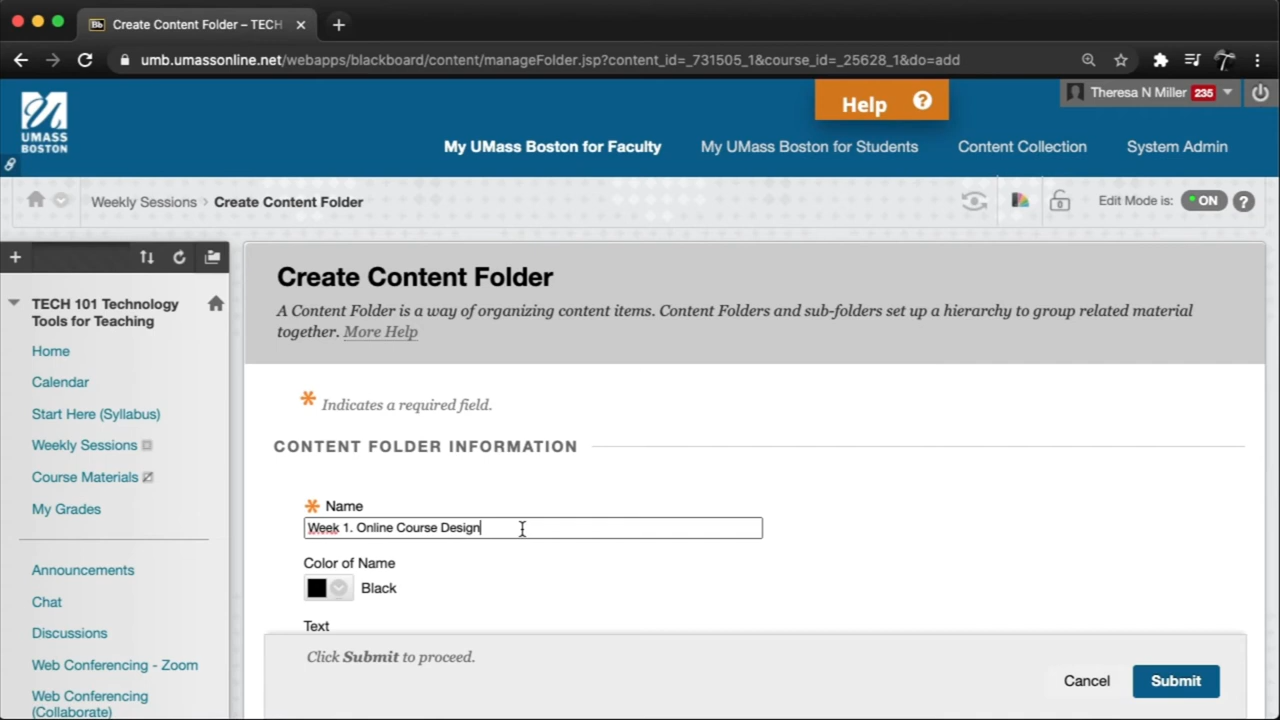 Bb Create Content Folder – TECH
umb.umassonline.net/webapps/blackboard/content/manageFolder.jsp?content_id=_731505_1&course_id=_25628_1&do=add
Help ?
Theresa N Miller 235
UMASS
BOSTON
My UMass Boston for Faculty
My UMass Boston for Students
Content Collection
System Admin
Weekly Sessions › Create Content Folder
Edit Mode is: ON ?
TECH 101 Technology
Tools for Teaching
Home
Calendar
Start Here (Syllabus)
Weekly Sessions
Course Materials
My Grades
Announcements
Chat
Discussions
Web Conferencing - Zoom
Web Conferencing
(Collaborate)
Create Content Folder
A Content Folder is a way of organizing content items. Content Folders and sub-folders set up a hierarchy to group related material
together. More Help
Indicates a required field.
CONTENT FOLDER INFORMATION
Name
Week 1. Online Course Design
Color of Name
Black
Text
Click Submit to proceed.
Cancel
Submit